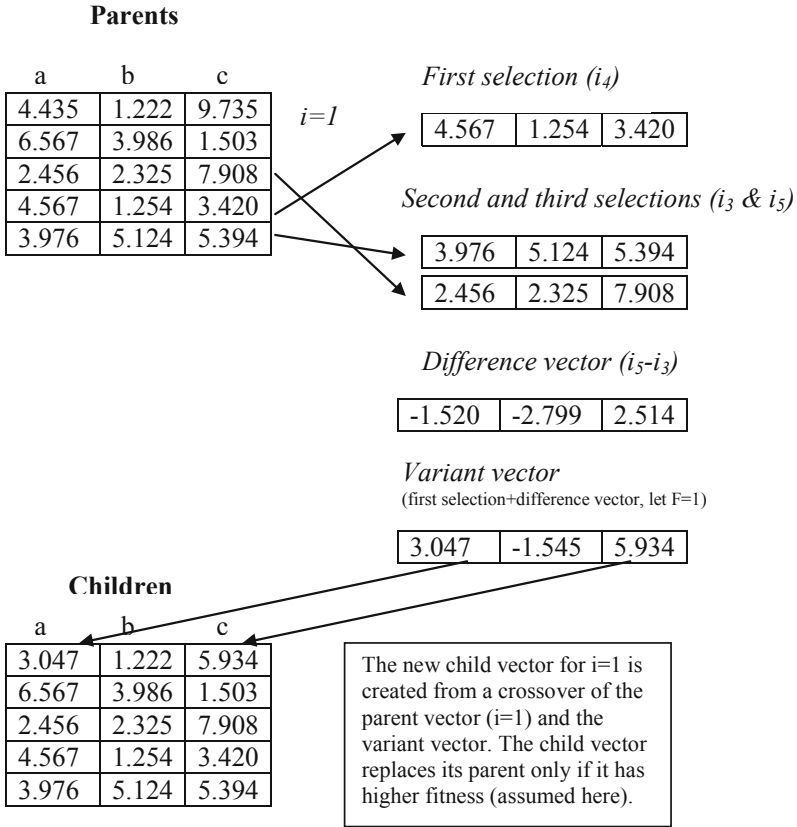 Parents
a b c
4.435 1.222 9.735
6.567 3.986 1.503
2.456 2.325 7.908
4.567 1.254 3.420
3.976 5.124 5.394
i=1
First selection (i4)
4.567 1.254 3.420
Second and third selections (i3 & i5)
3.976 5.124 5.394
2.456 2.325 7.908
Difference vector (i5-i3)
-1.520 -2.799 2.514
Variant vector
(first selection+difference vector, let F=1)
3.047 -1.545 5.934
Children
a b c
3.047 1.222 5.934
6.567 3.986 1.503
2.456 2.325 7.908
4.567 1.254 3.420
3.976 5.124 5.394
The new child vector for i=1 is
created from a crossover of the
parent vector (i=1) and the
variant vector. The child vector
replaces its parent only if it has
higher fitness (assumed here).